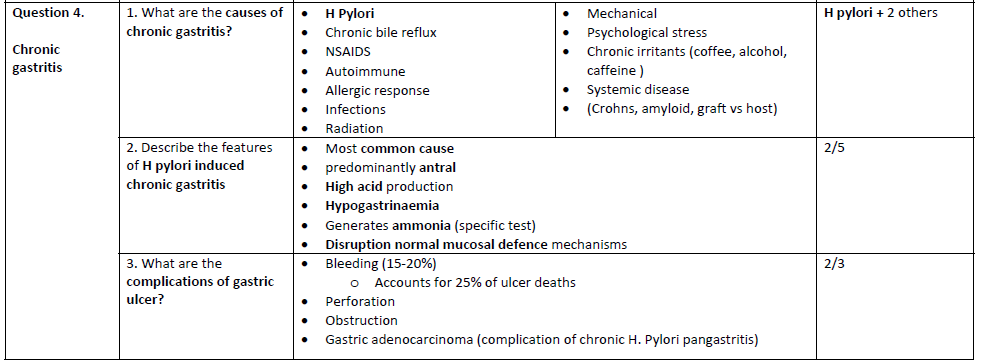 Question 4.
Chronic
gastritis
1. What are the causes of
chronic gastritis?
• H Pylori
• Chronic bile reflux
• NSAIDS
• Autoimmune
• Allergic response
• Infections
• Radiation
• Mechanical
• Psychological stress
• Chronic irritants (coffee, alcohol,
caffeine )
• Systemic disease
• (Crohns, amyloid, graft vs host)
H pylori + 2 others
2. Describe the features
of H pylori induced
chronic gastritis
• Most common cause
• predominantly antral
• High acid production
• Hypogastrinaemia
• Generates ammonia (specific test)
• Disruption normal mucosal defence mechanisms
2/5
3. What are the
complications of gastric
ulcer?
• Bleeding (15-20%)
o Accounts for 25% of ulcer deaths
• Perforation
• Obstruction
• Gastric adenocarcinoma (complication of chronic H. Pylori pangastritis)
2/3